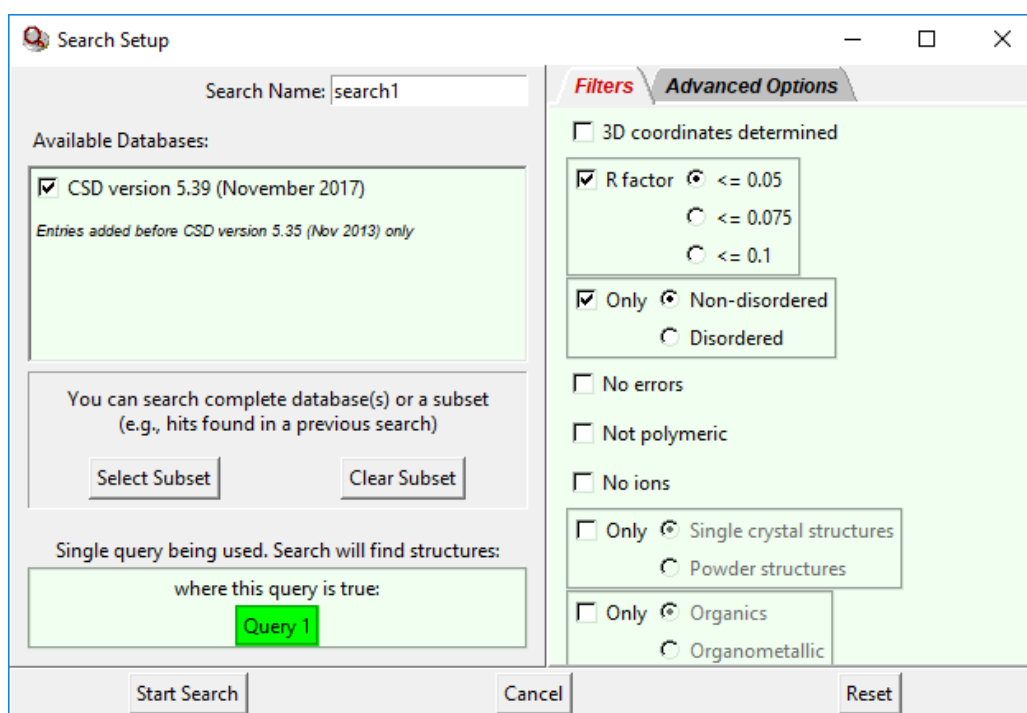 Search Setup
Search Name: search1
Available Databases:
CSD version 5.39 (November 2017)
Entries added before CSD version 5.35 (Nov 2013) only
You can search complete database(s) or a subset
(e.g., hits found in a previous search)
Select Subset
Clear Subset
Single query being used. Search will find structures:
where this query is true:
Query 1
Filters
Advanced Options
3D coordinates determined
R factor <= 0.05
<= 0.075
<= 0.1
Only Non-disordered
Disordered
No errors
Not polymeric
No ions
Only Single crystal structures
Powder structures
Only Organics
Organometallic
Start Search
Cancel
Reset